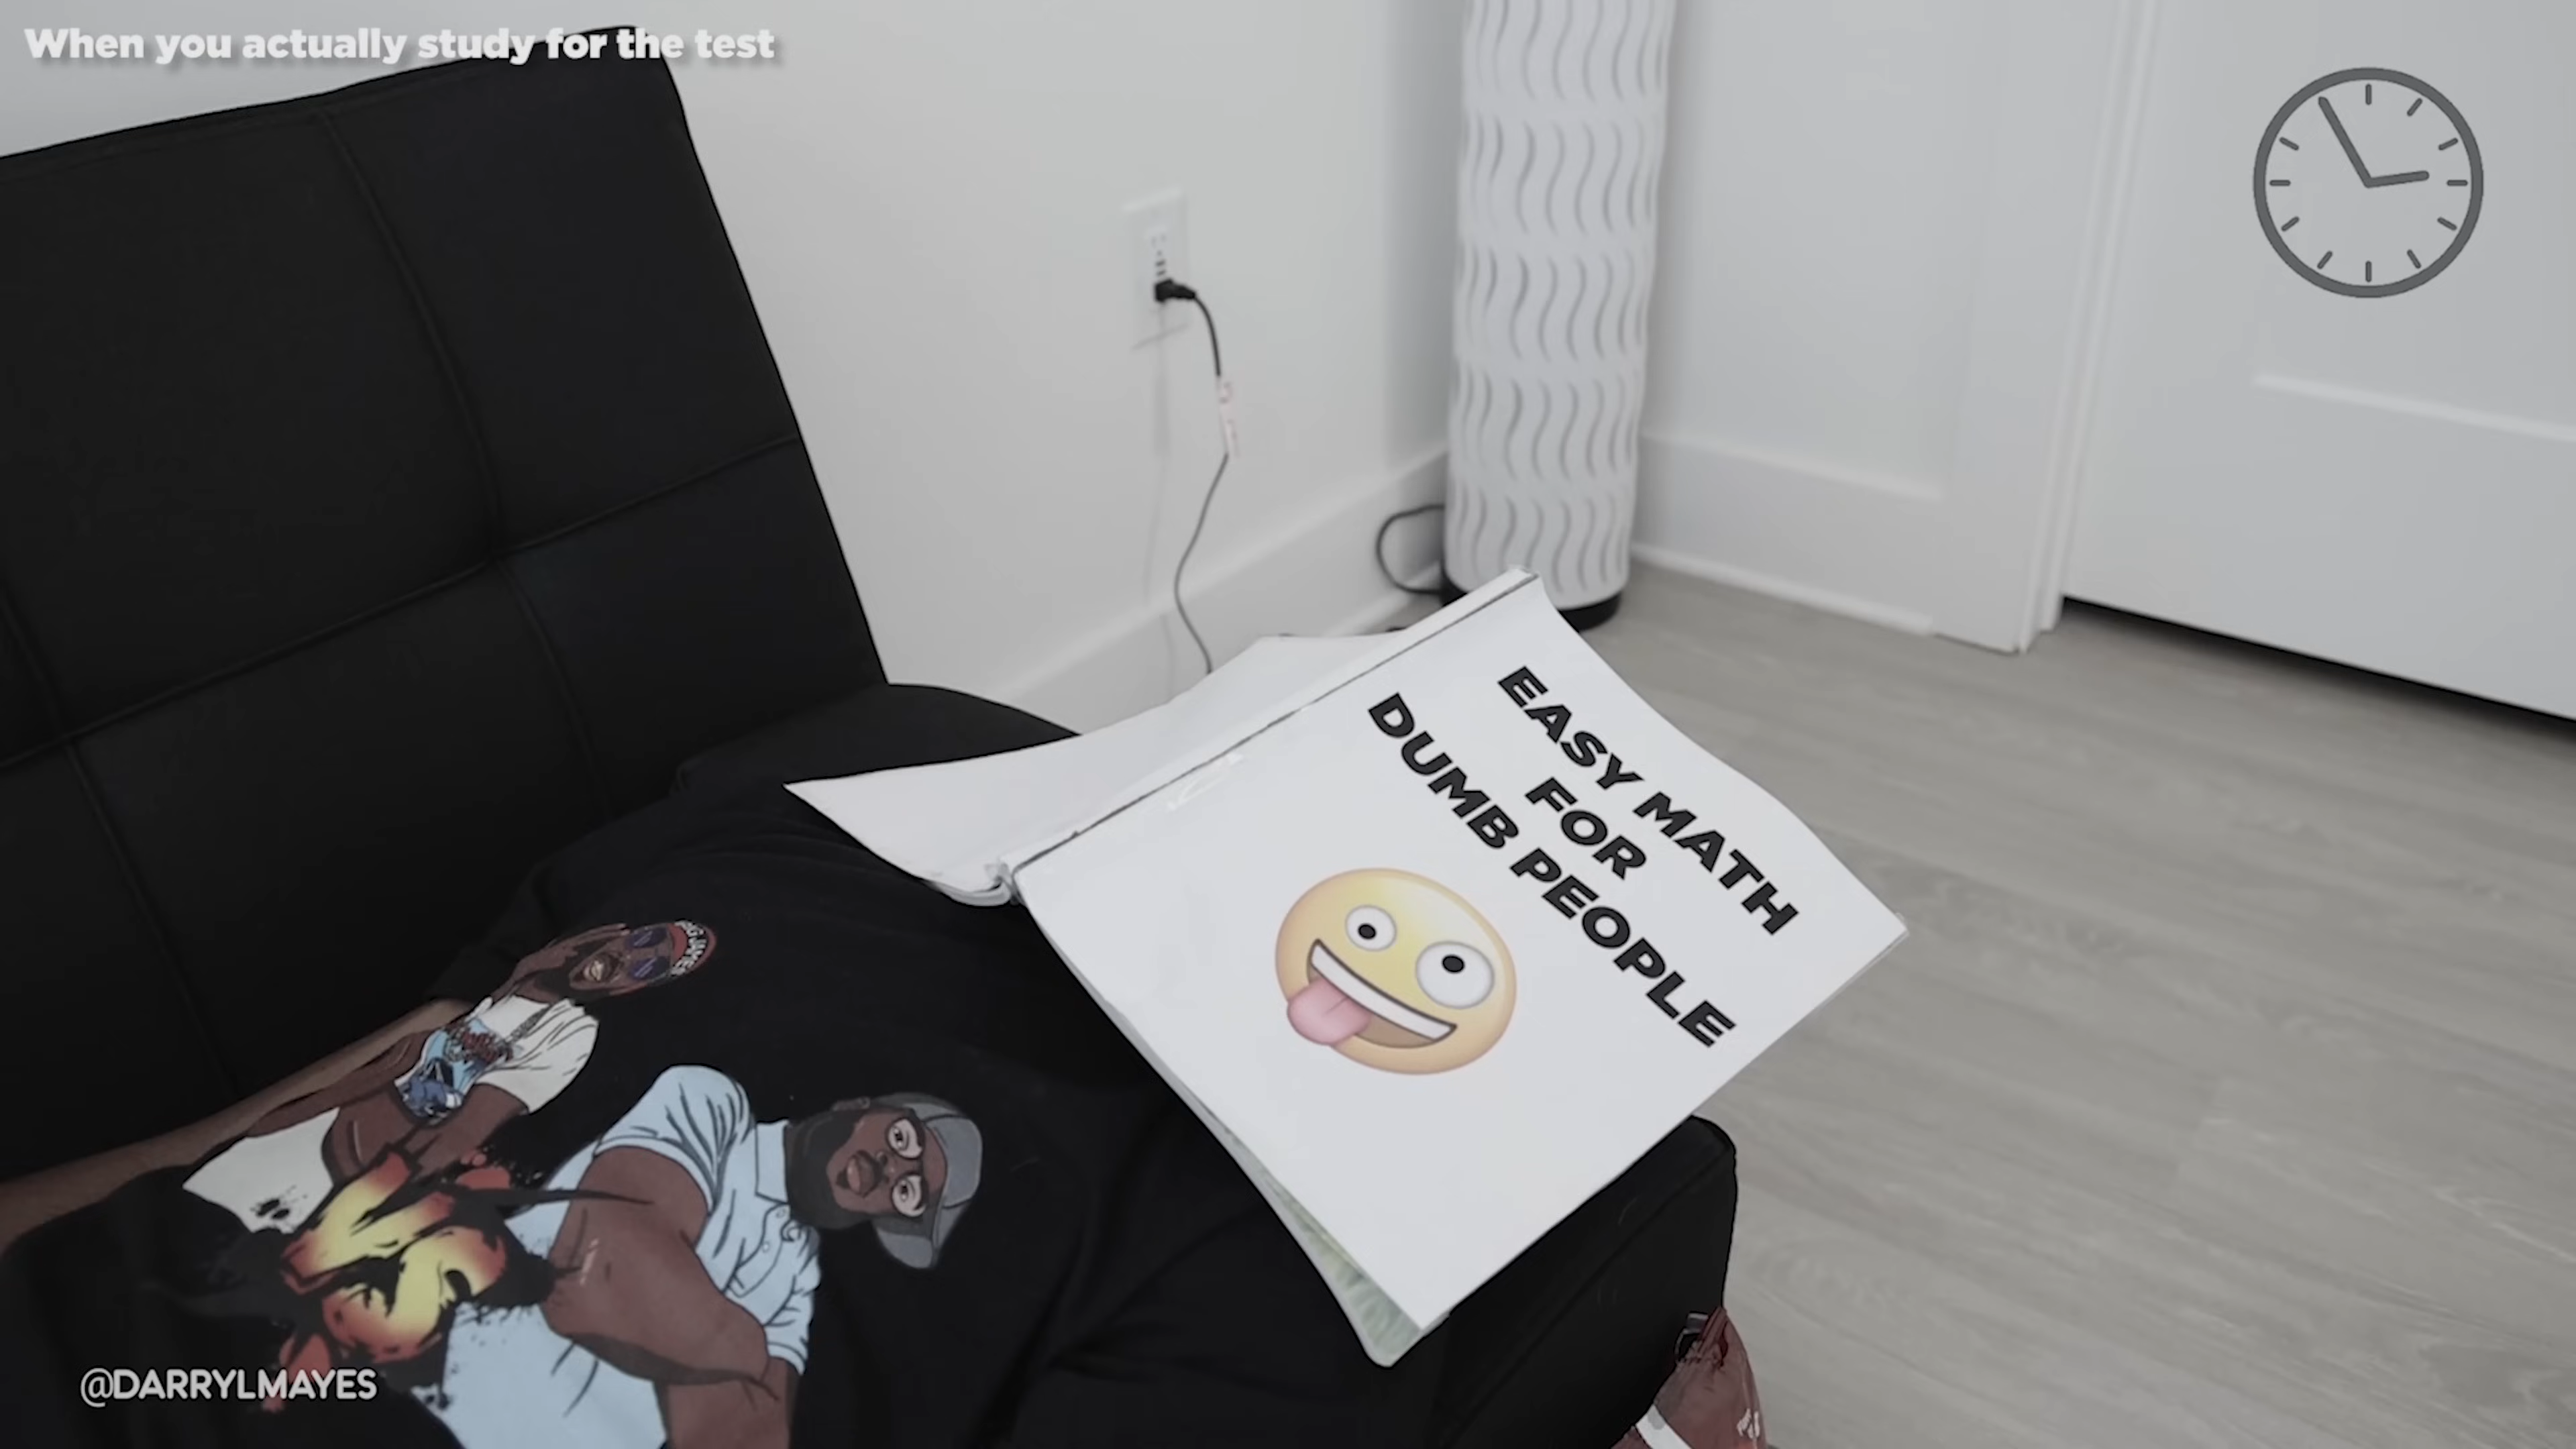 When you actually study for the test
EASY MATH
FOR
DUMB PEOPLE
@DARRYLMAYES